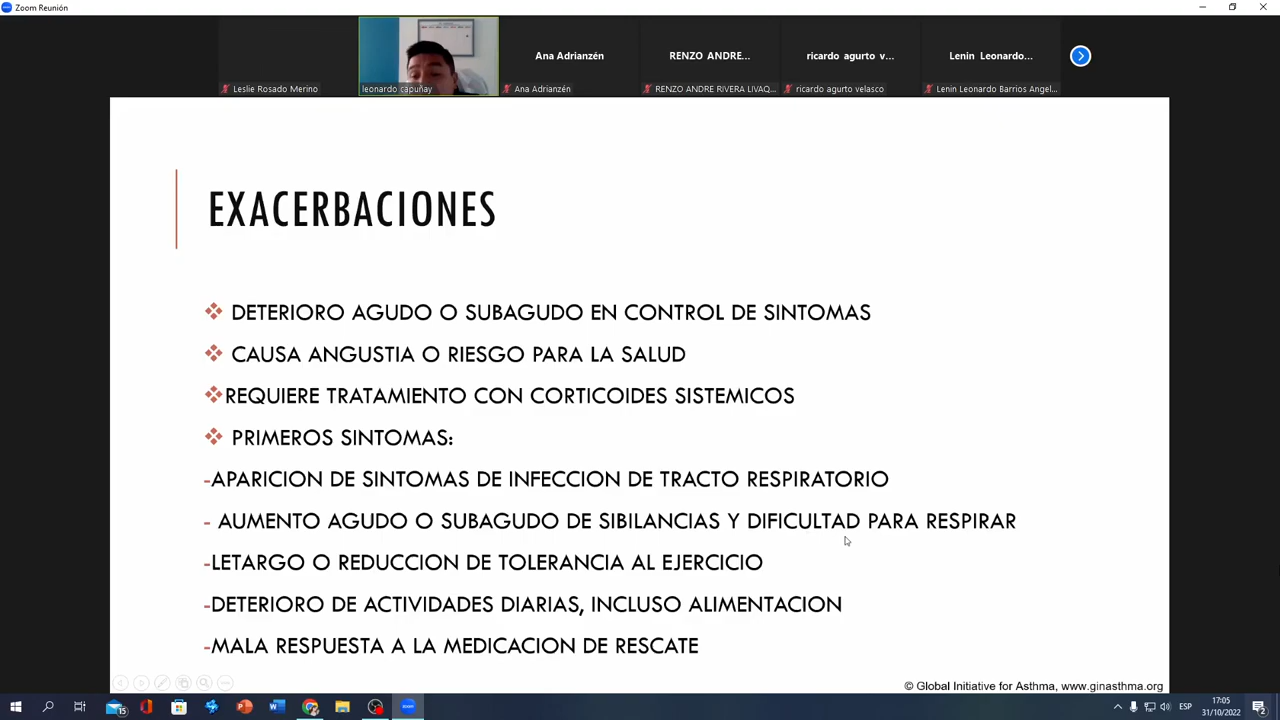 Zoom Reunión
Ana Adrianzén
RENZO ANDRE...
ricardo agurto v...
Lenin Leonardo...
Leslie Rosado Merino
leonardo capuñay
Ana Adrianzén
RENZO ANDRE RIVERA LIVAQ...
ricardo agurto velasco
Lenin Leonardo Barrios Angel...
EXACERBACIONES
DETERIORO AGUDO O SUBAGUDO EN CONTROL DE SINTOMAS
CAUSA ANGUSTIA O RIESGO PARA LA SALUD
REQUIERE TRATAMIENTO CON CORTICOIDES SISTEMICOS
PRIMEROS SINTOMAS:
-APARICION DE SINTOMAS DE INFECCION DE TRACTO RESPIRATORIO
- AUMENTO AGUDO O SUBAGUDO DE SIBILANCIAS Y DIFICULTAD PARA RESPIRAR
-LETARGO O REDUCCION DE TOLERANCIA AL EJERCICIO
-DETERIORO DE ACTIVIDADES DIARIAS, INCLUSO ALIMENTACION
-MALA RESPUESTA A LA MEDICACION DE RESCATE
© Global Initiative for Asthma, www.ginasthma.org
15
zoom
ESP
17:05
31/10/2022
2